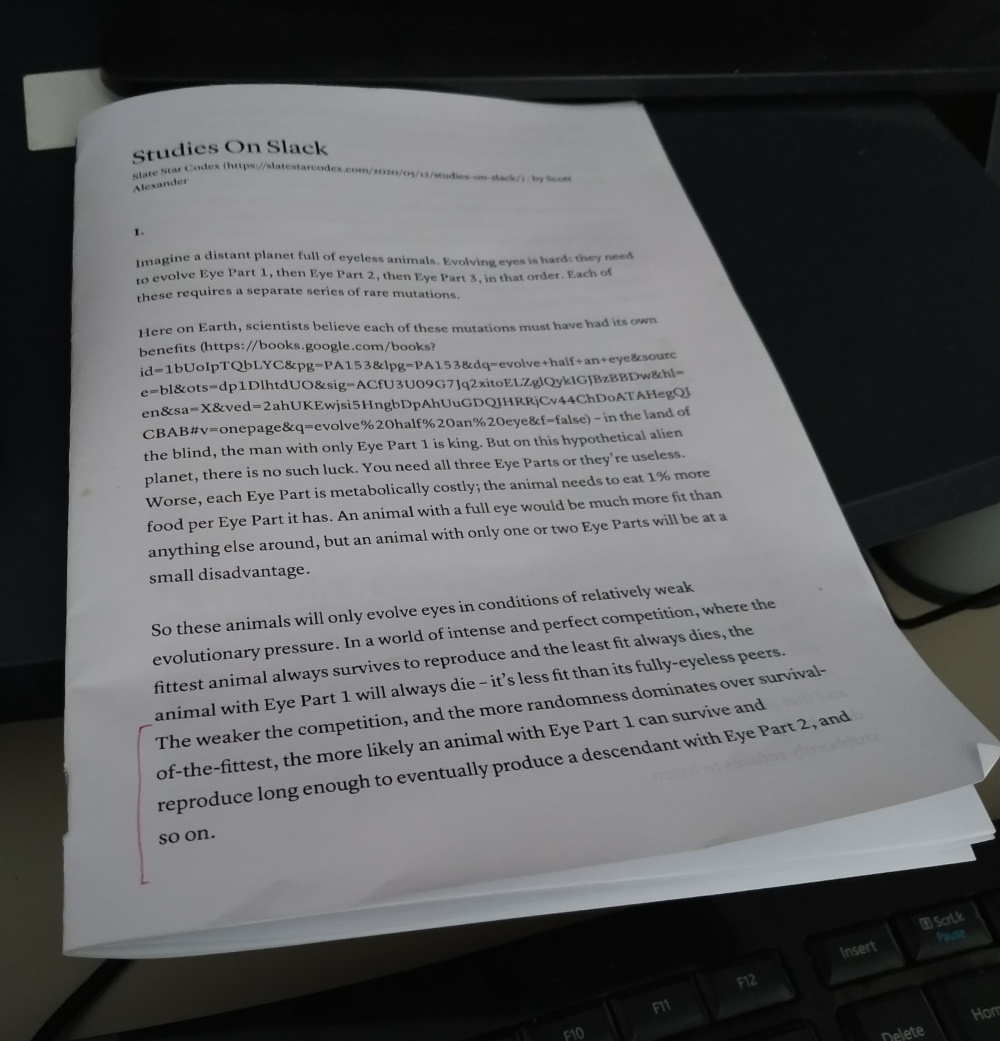 Studies On Slack
Slate Star Codex (https://slatestarcodex.com/2020/05/12/studies-on-slack/) · by Scott
Alexander
I.
Imagine a distant planet full of eyeless animals. Evolving eyes is hard: they need
to evolve Eye Part 1, then Eye Part 2, then Eye Part 3, in that order. Each of
these requires a separate series of rare mutations.
Here on Earth, scientists believe each of these mutations must have had its own
benefits (https://books.google.com/books?
id=1bUoIpTQbLYC&pg=PA153&lpg=PA153&dq=evolve+half+an+eye&sourc
e=bl&ots=dp1DlhtdUO&sig=ACfU3U09G7Jq2xitoELZglQykIGJBzBBDw&hl=
en&sa=X&ved=2ahUKEwjsi5HngbDpAhUuGDQIHRRjCv44ChDoATAHegQI
CBAB#v=onepage&q=evolve%20half%20an%20eye&f=false) – in the land of
the blind, the man with only Eye Part 1 is king. But on this hypothetical alien
planet, there is no such luck. You need all three Eye Parts or they're useless.
Worse, each Eye Part is metabolically costly; the animal needs to eat 1% more
food per Eye Part it has. An animal with a full eye would be much more fit than
anything else around, but an animal with only one or two Eye Parts will be at a
small disadvantage.
So these animals will only evolve eyes in conditions of relatively weak
evolutionary pressure. In a world of intense and perfect competition, where the
fittest animal always survives to reproduce and the least fit always dies, the
animal with Eye Part 1 will always die – it's less fit than its fully-eyeless peers.
The weaker the competition, and the more randomness dominates over survival-
of-the-fittest, the more likely an animal with Eye Part 1 can survive and
reproduce long enough to eventually produce a descendant with Eye Part 2, and
so on.
Insert
ScrLk
Pause
F10
F11
F12
Delete
Hom